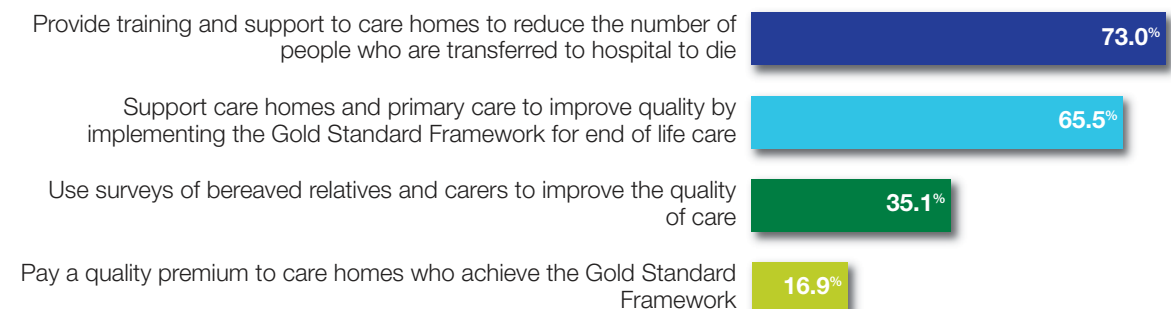 Provide training and support to care homes to reduce the number of
people who are transferred to hospital to die
73.0%
Support care homes and primary care to improve quality by
implementing the Gold Standard Framework for end of life care
65.5%
Use surveys of bereaved relatives and carers to improve the quality
of care
35.1%
Pay a quality premium to care homes who achieve the Gold Standard
Framework
16.9%